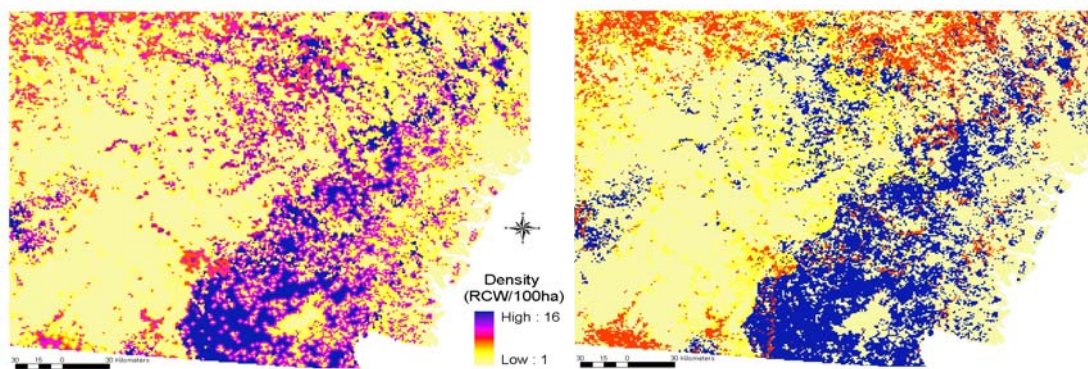 Density
(RCW/100ha)
High : 16
Low : 1
30 15 0 30 Kilometers
30 15 0 30 Kilometers